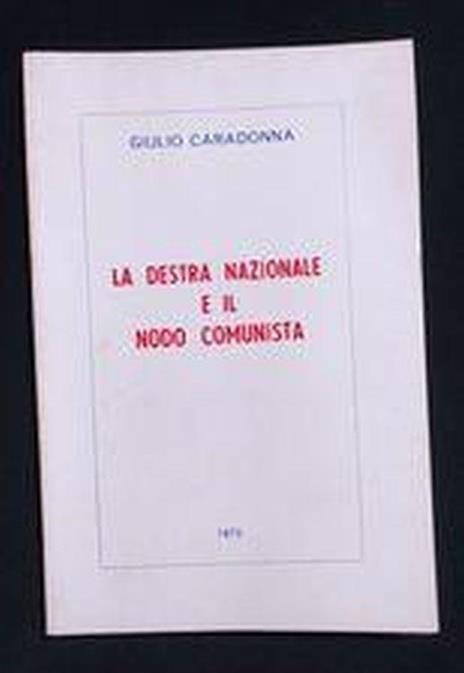 GIULIO CARADONNA
LA DESTRA NAZIONALE
E IL
NODO COMUNISTA